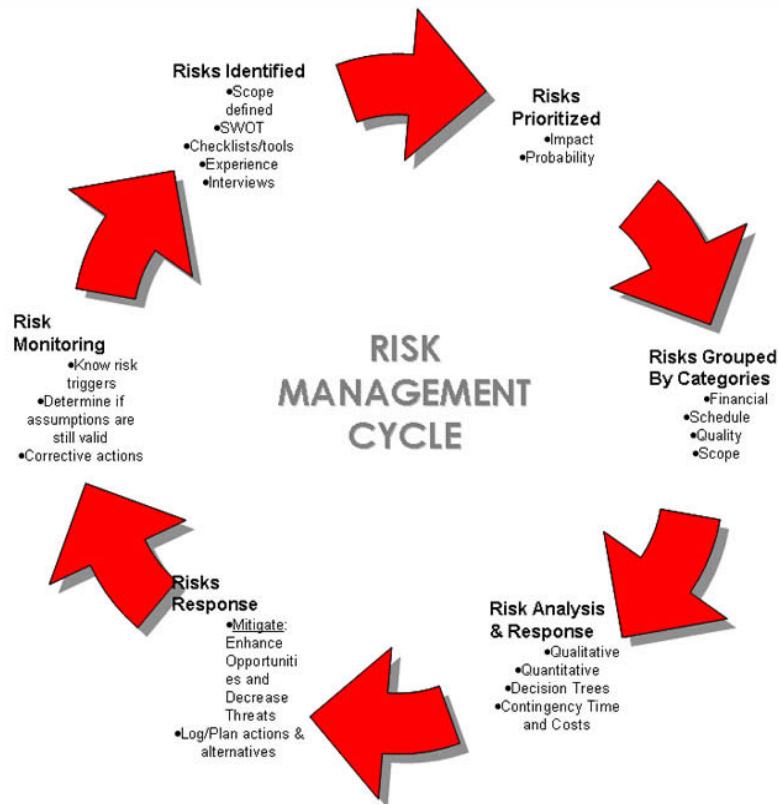 Risks Identified
•Scope
defined
•SWOT
•Checklists/tools
•Experience
•Interviews
Risks
Prioritized
•Impact
•Probability
Risks Grouped
By Categories
•Financial
•Schedule
•Quality
•Scope
Risk Analysis
& Response
•Qualitative
•Quantitative
•Decision Trees
•Contingency Time
and Costs
Risks
Response
•Mitigate:
Enhance
Opportuniti
es and
Decrease
Threats
•Log/Plan actions &
alternatives
Risk
Monitoring
•Know risk
triggers
•Determine if
assumptions are
still valid
•Corrective actions
RISK
MANAGEMENT
CYCLE